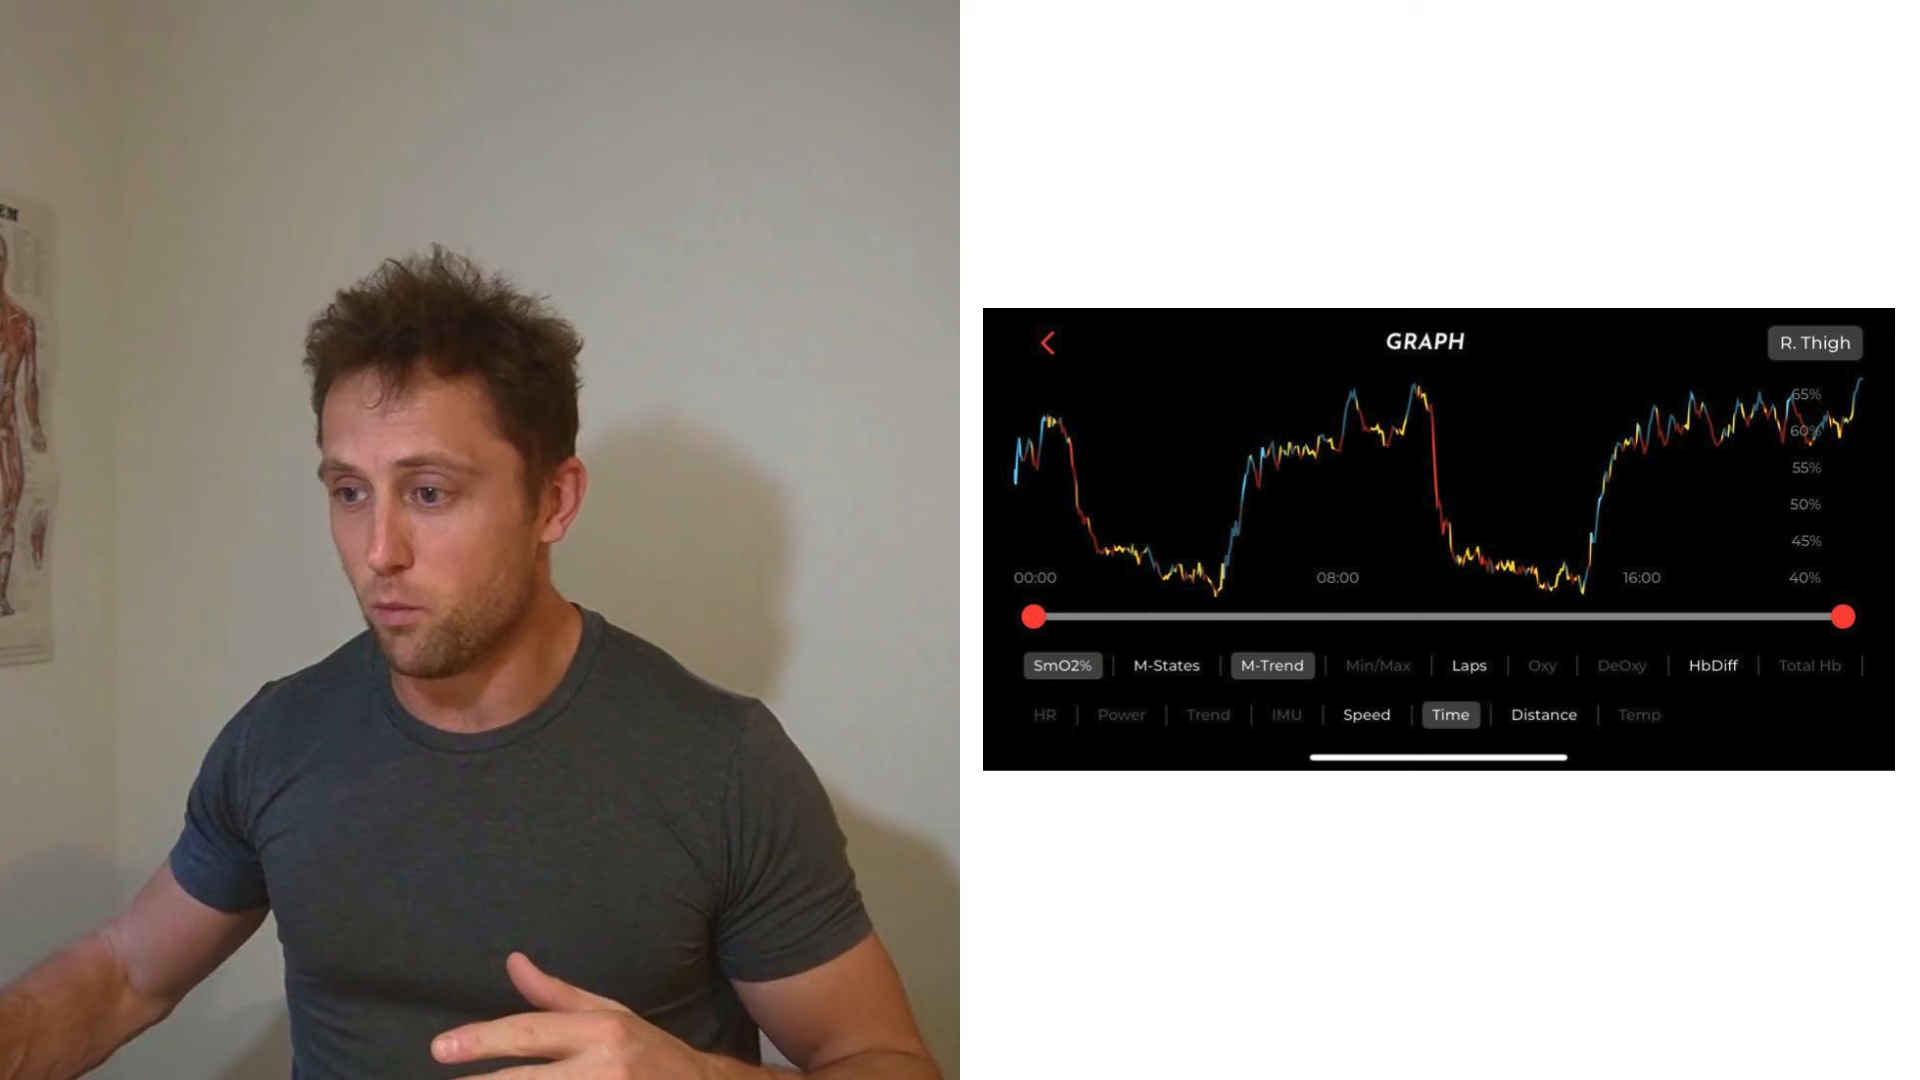 EM
GRAPH
R. Thigh
65%
60%
55%
50%
45%
40%
00:00
08:00
16:00
SmO2% | M-States | M-Trend | Min/Max | Laps | Oxy | DeOxy | HbDiff | Total Hb |
HR | Power | Trend | IMU | Speed | Time | Distance | Temp